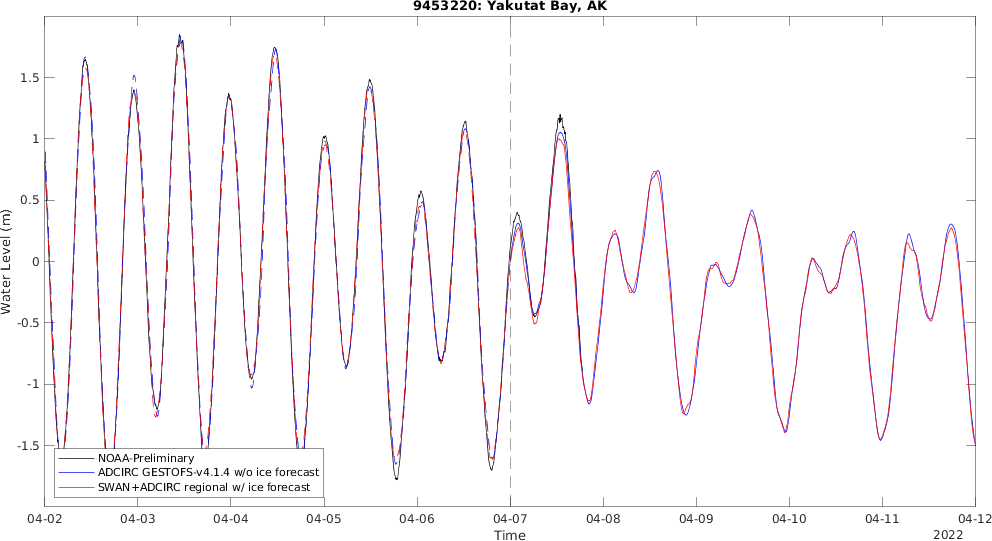 9453220: Yakutat Bay, AK
Water Level (m)
1.5
1
0.5
0
-0.5
-1
-1.5
NOAA-Preliminary
ADCIRC GESTOFS-v4.1.4 w/o ice forecast
SWAN+ADCIRC regional w/ ice forecast
04-02 04-03 04-04 04-05 04-06 04-07 04-08 04-09 04-10 04-11 04-12
Time
2022